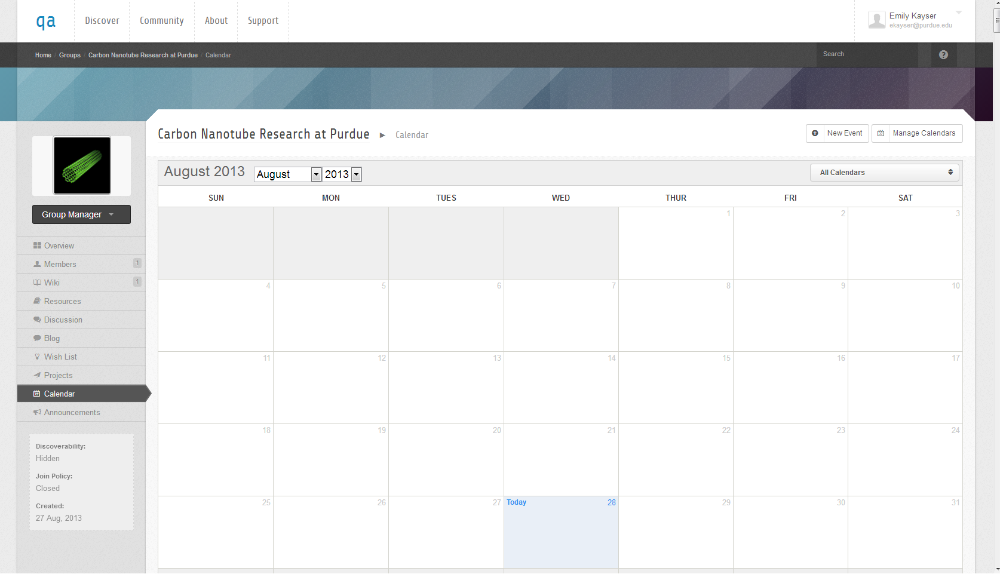 qa
Discover
Community
About
Support
Emily Kayser
ekayser@purdue.edu
Home / Groups / Carbon Nanotube Research at Purdue / Calendar
Search
?
Carbon Nanotube Research at Purdue ▶ Calendar
New Event
Manage Calendars
Group Manager
Overview
Members 1
Wiki 1
Resources
Discussion
Blog
Wish List
Projects
Calendar
Announcements
Discoverability:
Hidden
Join Policy:
Closed
Created:
27 Aug, 2013
August 2013
August
2013
All Calendars
SUN MON TUES WED THUR FRI SAT
1 2 3
4 5 6 7 8 9 10
11 12 13 14 15 16 17
18 19 20 21 22 23 24
25 26 27 Today 28 29 30 31